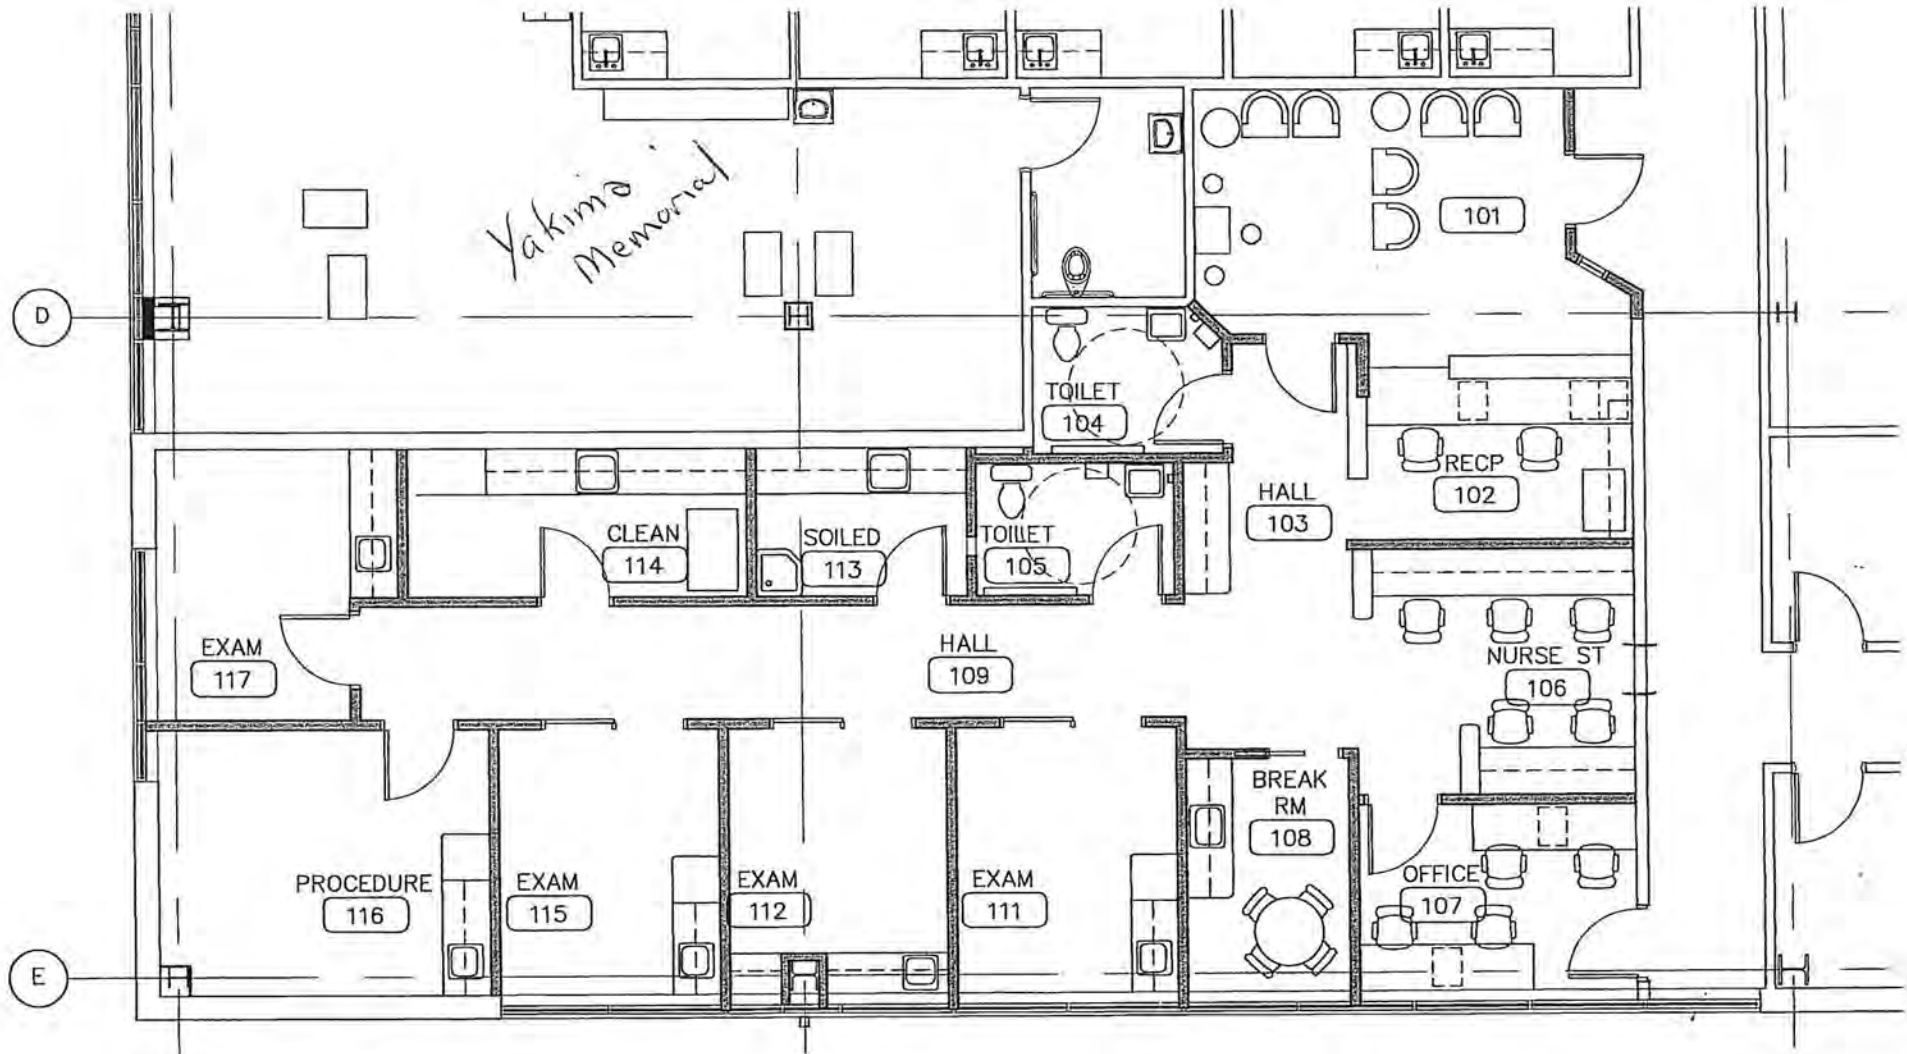 Yakima
Memorial
101
D
TOILET
104
RECP
102
HALL
103
CLEAN
114
SOILED
113
TOILET
105
EXAM
117
HALL
109
NURSE ST
106
BREAK
RM
108
PROCEDURE
116
EXAM
115
EXAM
112
EXAM
111
OFFICE
107
E